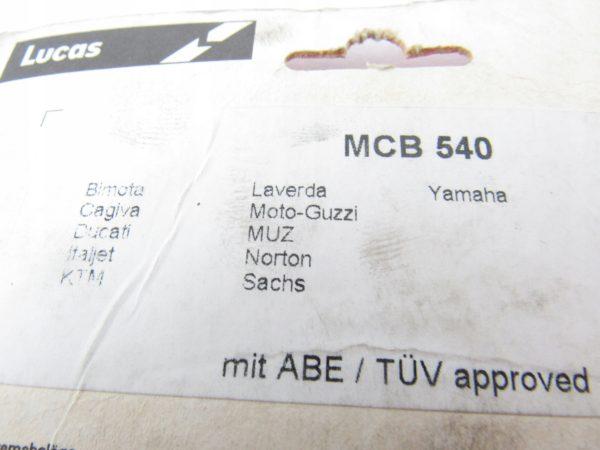 Lucas
MCB 540
Bimota
Cagiva
Ducati
Italjet
KTM
Laverda
Moto-Guzzi
MUZ
Norton
Sachs
Yamaha
mit ABE / TÜV approved